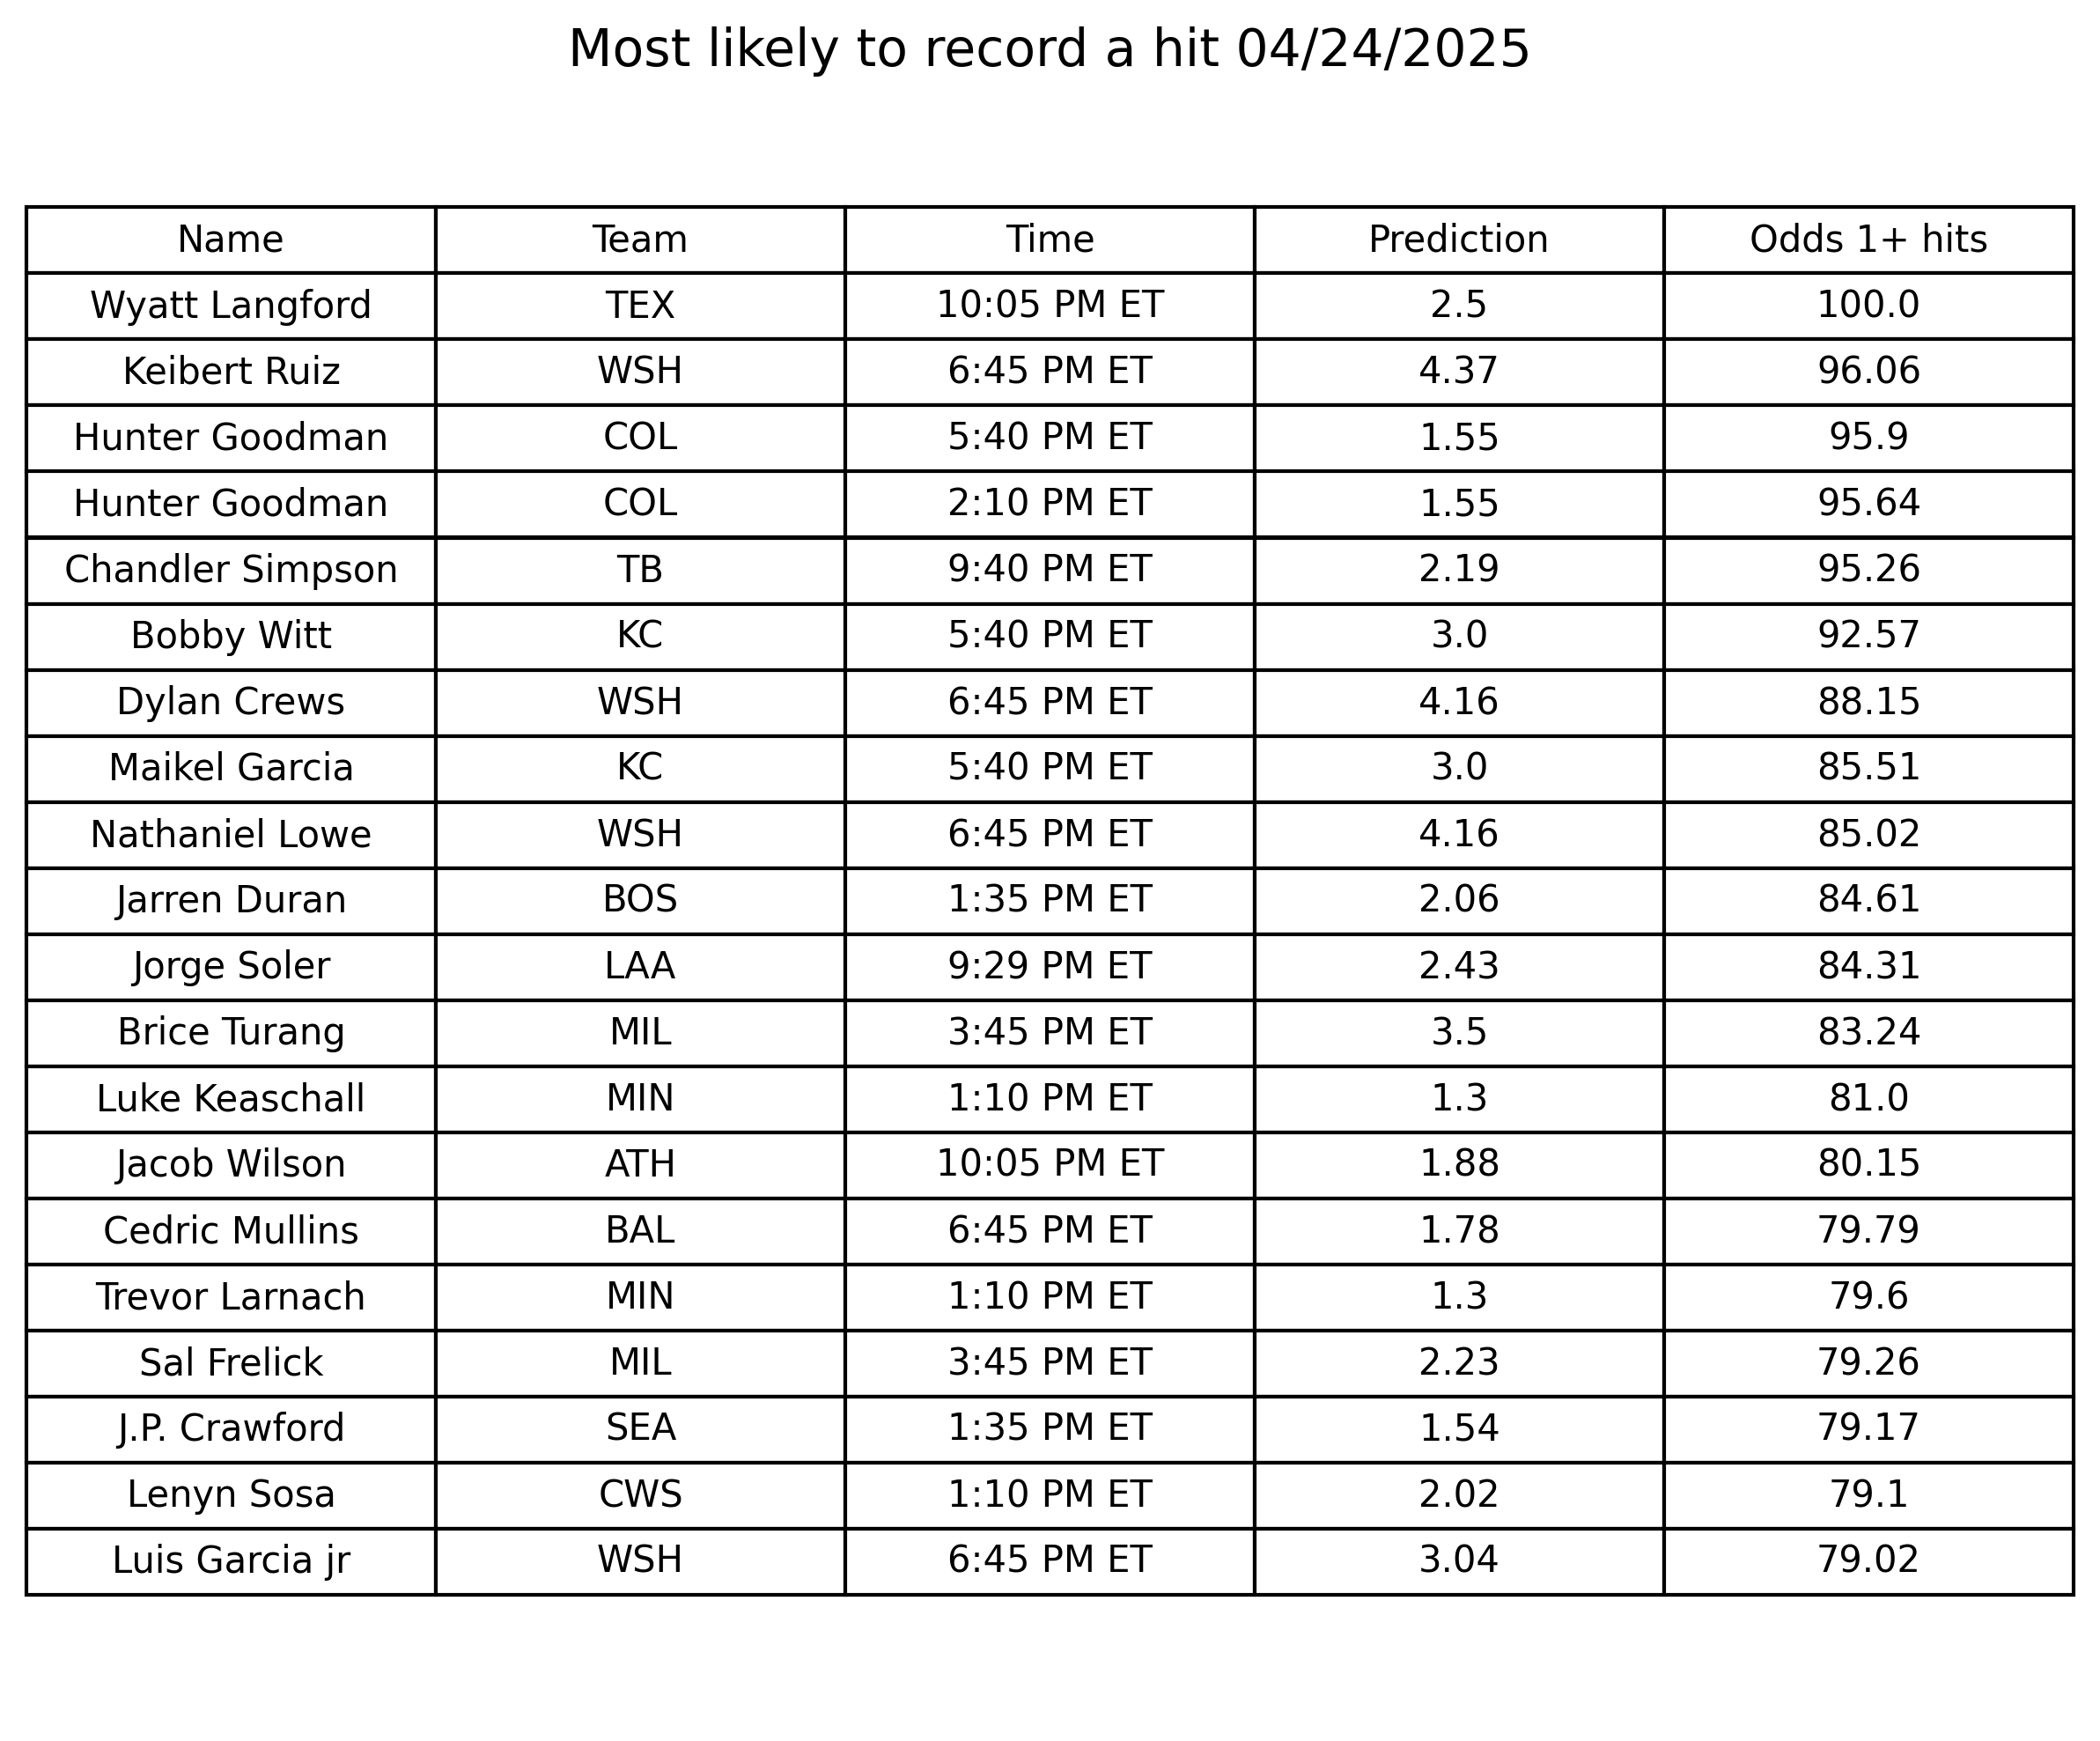 Most likely to record a hit 04/24/2025
Name Team Time Prediction Odds 1+ hits
Wyatt Langford TEX 10:05 PM ET 2.5 100.0
Keibert Ruiz WSH 6:45 PM ET 4.37 96.06
Hunter Goodman COL 5:40 PM ET 1.55 95.9
Hunter Goodman COL 2:10 PM ET 1.55 95.64
Chandler Simpson TB 9:40 PM ET 2.19 95.26
Bobby Witt KC 5:40 PM ET 3.0 92.57
Dylan Crews WSH 6:45 PM ET 4.16 88.15
Maikel Garcia KC 5:40 PM ET 3.0 85.51
Nathaniel Lowe WSH 6:45 PM ET 4.16 85.02
Jarren Duran BOS 1:35 PM ET 2.06 84.61
Jorge Soler LAA 9:29 PM ET 2.43 84.31
Brice Turang MIL 3:45 PM ET 3.5 83.24
Luke Keaschall MIN 1:10 PM ET 1.3 81.0
Jacob Wilson ATH 10:05 PM ET 1.88 80.15
Cedric Mullins BAL 6:45 PM ET 1.78 79.79
Trevor Larnach MIN 1:10 PM ET 1.3 79.6
Sal Frelick MIL 3:45 PM ET 2.23 79.26
J.P. Crawford SEA 1:35 PM ET 1.54 79.17
Lenyn Sosa CWS 1:10 PM ET 2.02 79.1
Luis Garcia jr WSH 6:45 PM ET 3.04 79.02